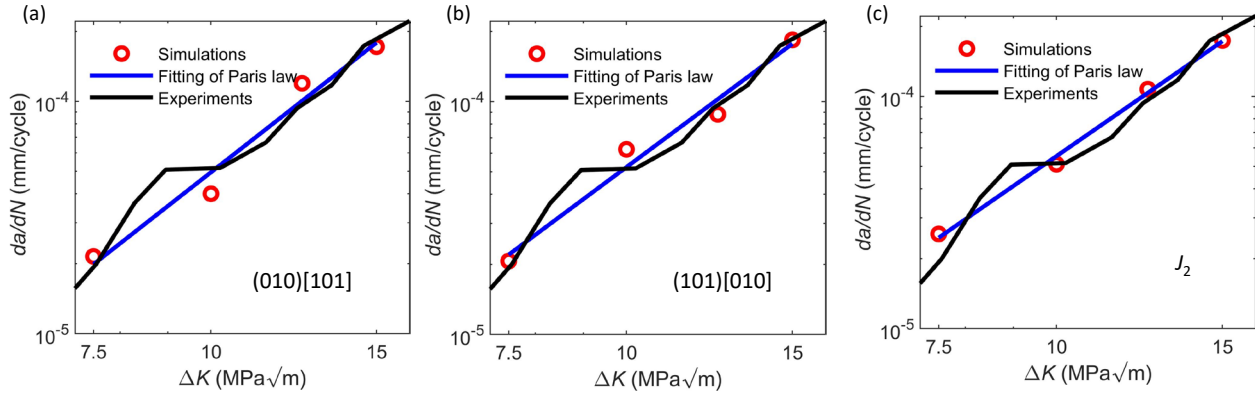 (a)
Simulations
Fitting of Paris law
Experiments
10⁻⁴
10⁻⁵
da/dN (mm/cycle)
(010)[101]
7.5
10
15
ΔK (MPa√m)
(b)
Simulations
Fitting of Paris law
Experiments
10⁻⁴
10⁻⁵
da/dN (mm/cycle)
(101)[010]
7.5
10
15
ΔK (MPa√m)
(c)
Simulations
Fitting of Paris law
Experiments
10⁻⁴
10⁻⁵
da/dN (mm/cycle)
J₂
7.5
10
15
ΔK (MPa√m)